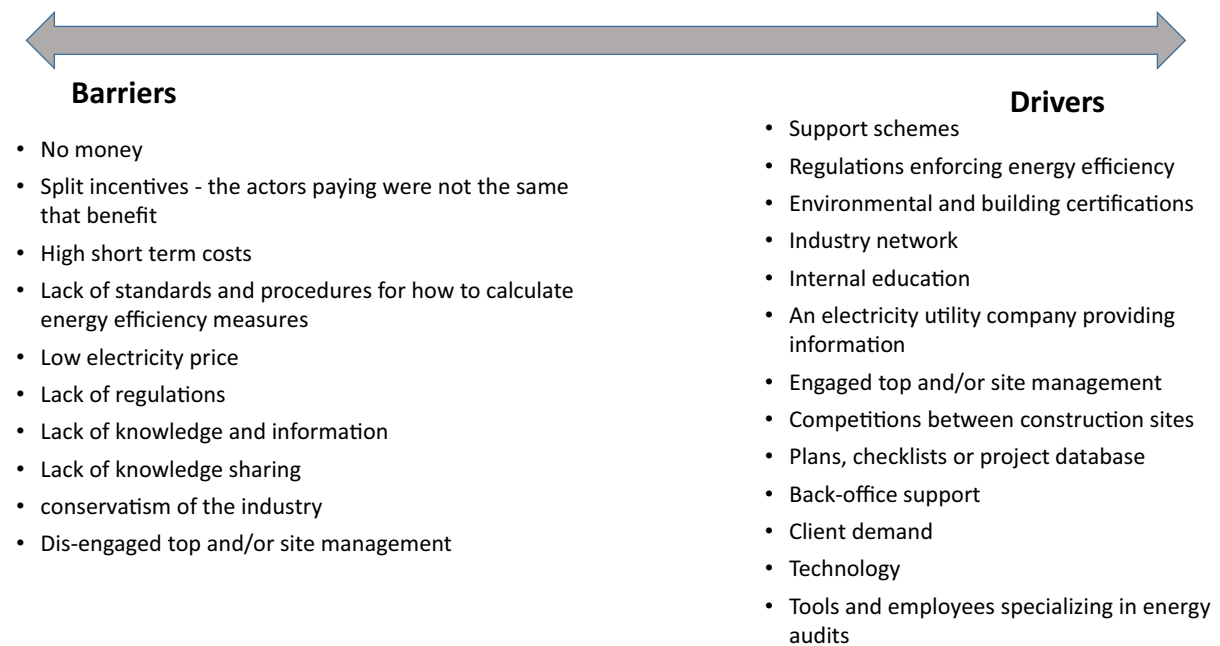 Barriers
• No money
• Split incentives - the actors paying were not the same
that benefit
• High short term costs
• Lack of standards and procedures for how to calculate
energy efficiency measures
• Low electricity price
• Lack of regulations
• Lack of knowledge and information
• Lack of knowledge sharing
• conservatism of the industry
• Dis-engaged top and/or site management
Drivers
• Support schemes
• Regulations enforcing energy efficiency
• Environmental and building certifications
• Industry network
• Internal education
• An electricity utility company providing
information
• Engaged top and/or site management
• Competitions between construction sites
• Plans, checklists or project database
• Back-office support
• Client demand
• Technology
• Tools and employees specializing in energy
audits